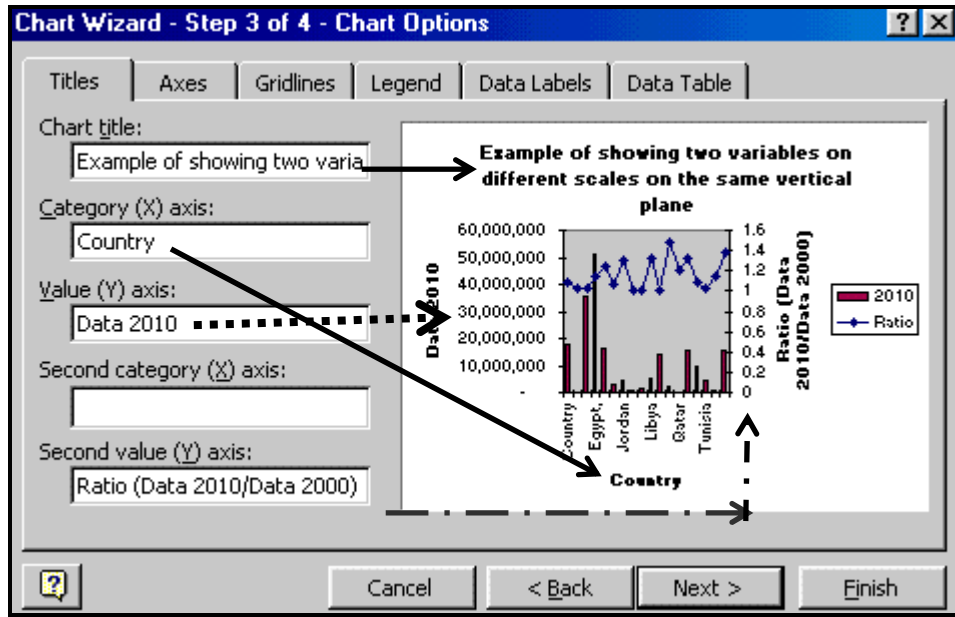 Chart Wizard - Step 3 of 4 - Chart Options
Titles
Axes
Gridlines
Legend
Data Labels
Data Table
Chart title:
Example of showing two varia
Category (X) axis:
Country
Value (Y) axis:
Data 2010
Second category (X) axis:
Second value (Y) axis:
Ratio (Data 2010/Data 2000)
Example of showing two variables on
different scales on the same vertical
plane
60,000,000
50,000,000
40,000,000
30,000,000
20,000,000
10,000,000
-
Data 2010
1.6
1.4
1.2
1
0.8
0.6
0.4
0.2
0
Ratio (Data
2010/Data 2000)
Country
Egypt,
Jordan
Libya
Qatar
Tunisia
Country
2010
Ratio
Cancel
< Back
Next >
Finish